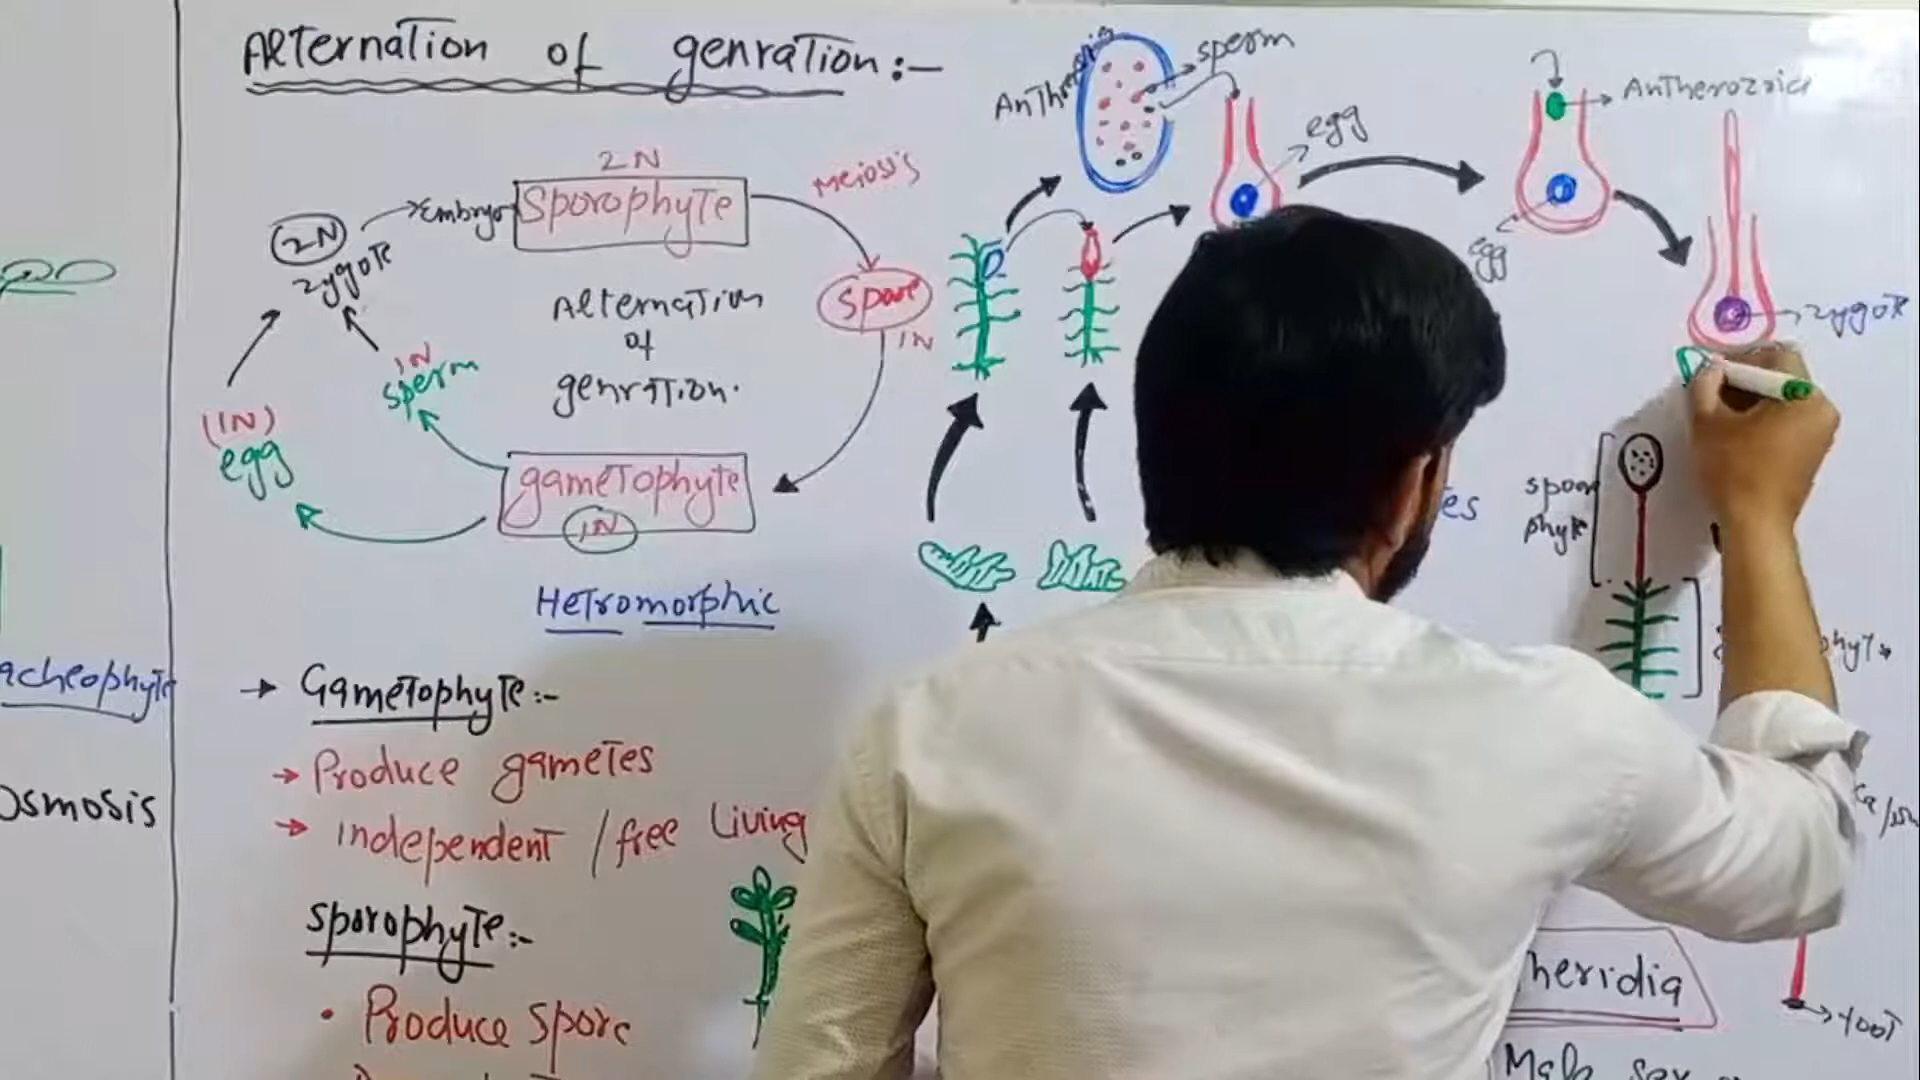 Alternation of genration:-
2N
Sporophyte
Meiosis
Embryo
2N
zygote
spore
1N
Alternation
of
genration.
1N
sperm
(1N)
egg
gametophyte
1N
Hetromorphic
→ Gametophyte:-
→ Produce gametes
→ independent / free Living
Sporophyte:-
• Produce spore
acheophyte
Osmosis
sperm
egg
Antherozoid
egg
zygote
phyte
es
heridia
foot